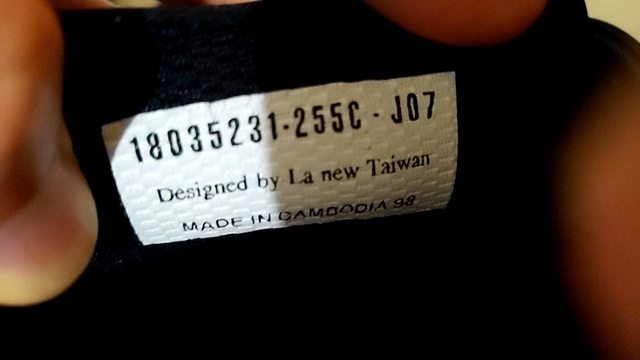 18035231-255C - J07
Designed by La new Taiwan
MADE IN CAMBODIA 98